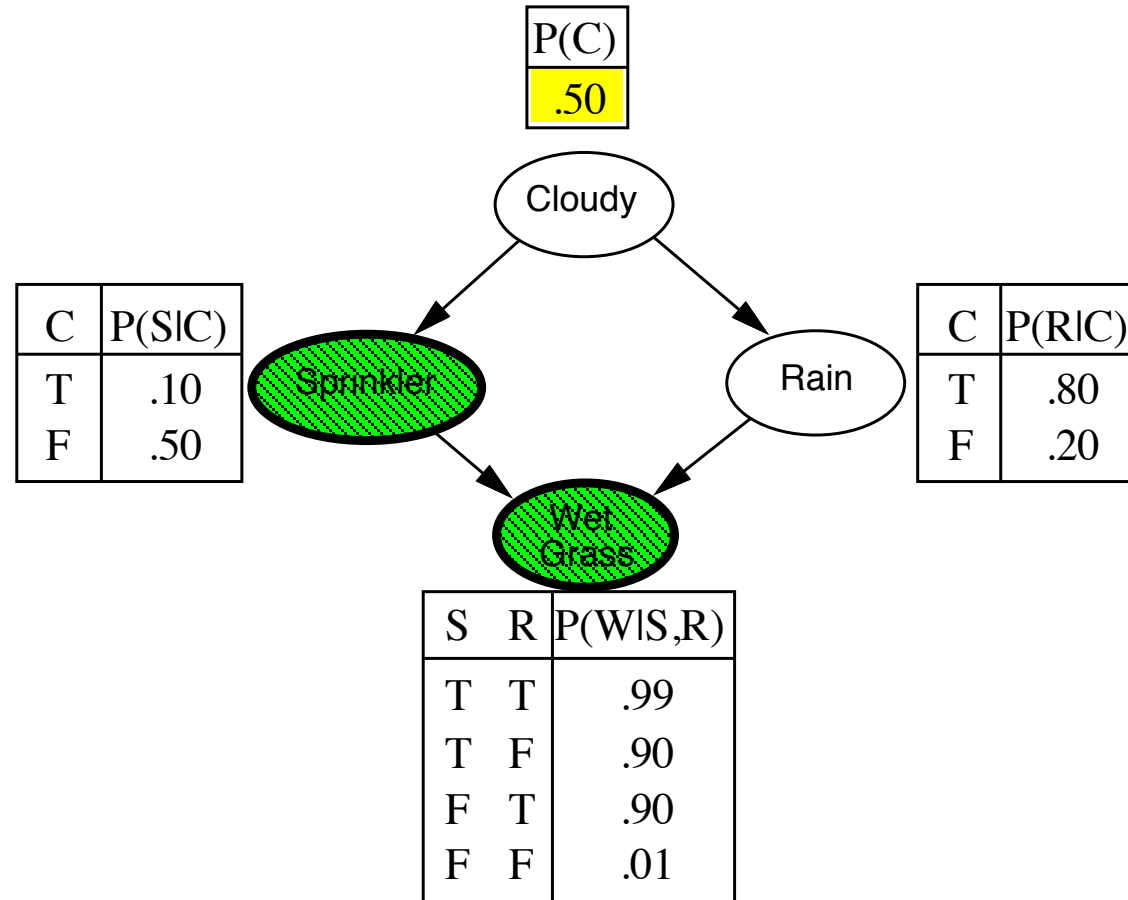 P(C)
.50
Cloudy
C P(S|C)
T .10
F .50
Sprinkler
Rain
C P(R|C)
T .80
F .20
Wet
Grass
S R P(W|S,R)
T T .99
T F .90
F T .90
F F .01